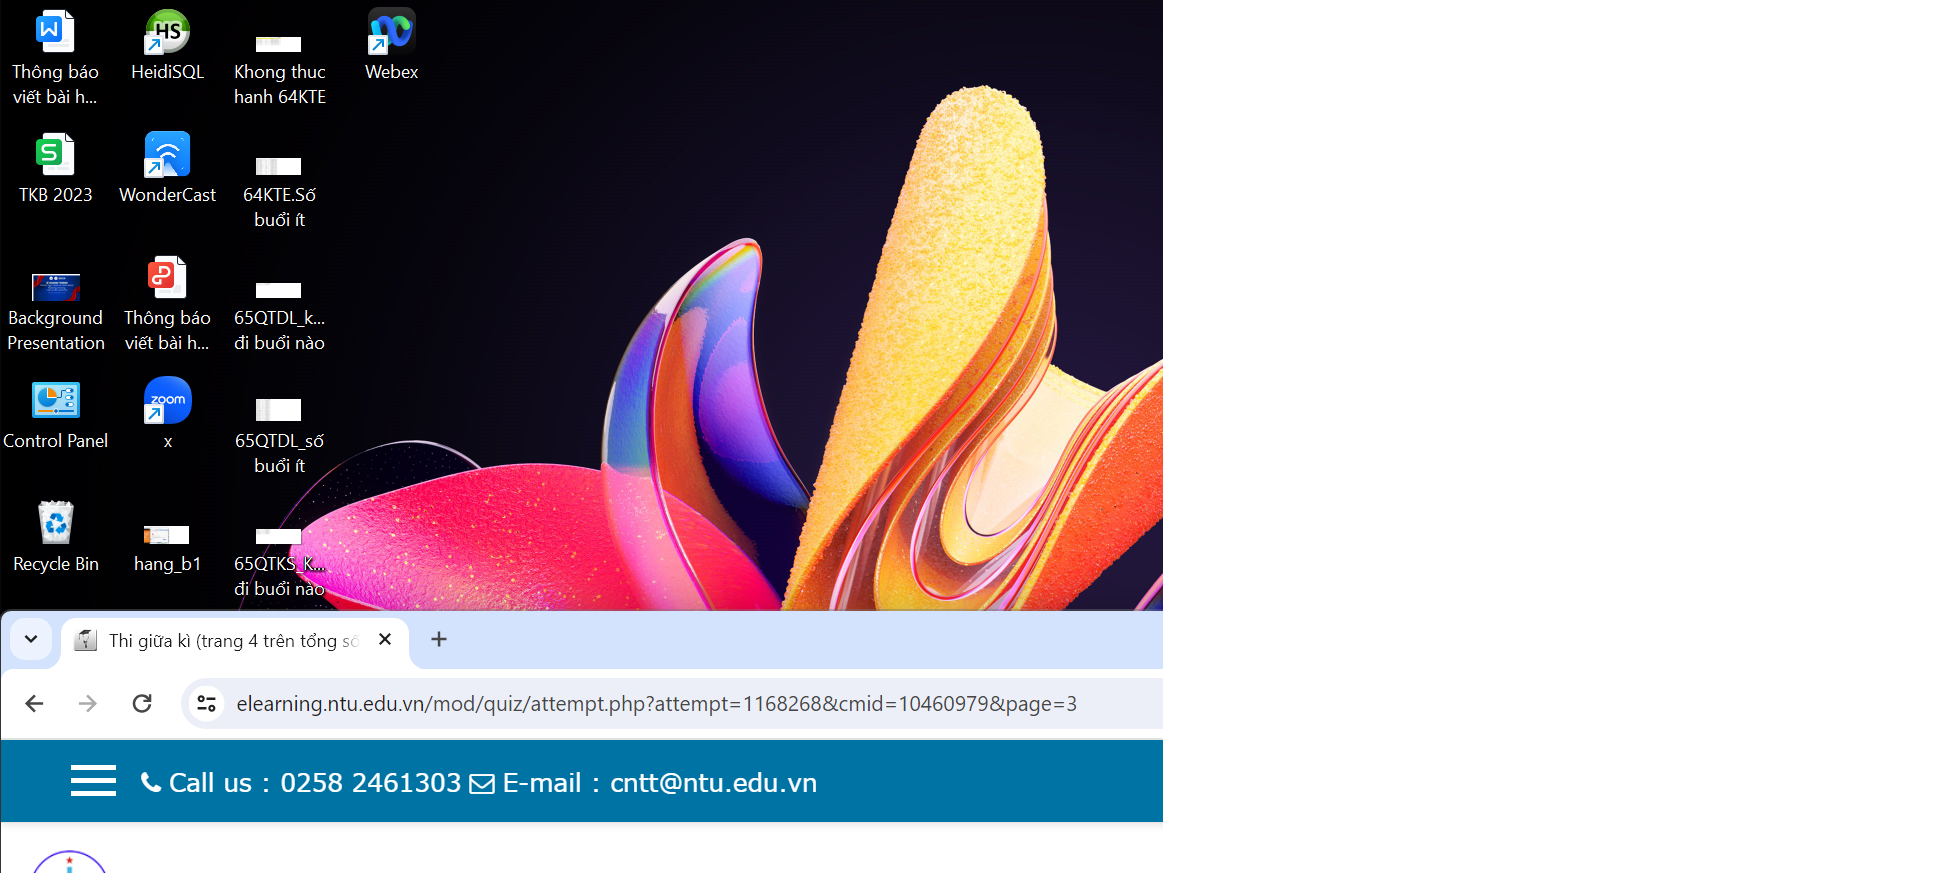 Thông báo
viết bài h...
HeidiSQL
Khong thuc
hanh 64KTE
Webex
TKB 2023
WonderCast
64KTE.Số
buổi ít
Background
Presentation
Thông báo
viết bài h...
65QTDL_k...
đi buổi nào
Control Panel
zoom
x
65QTDL_số
buổi ít
Recycle Bin
hang_b1
65QTKS_K...
đi buổi nào
Thi giữa kì (trang 4 trên tổng số
elearning.ntu.edu.vn/mod/quiz/attempt.php?attempt=1168268&cmid=10460979&page=3
Call us : 0258 2461303 E-mail : cntt@ntu.edu.vn